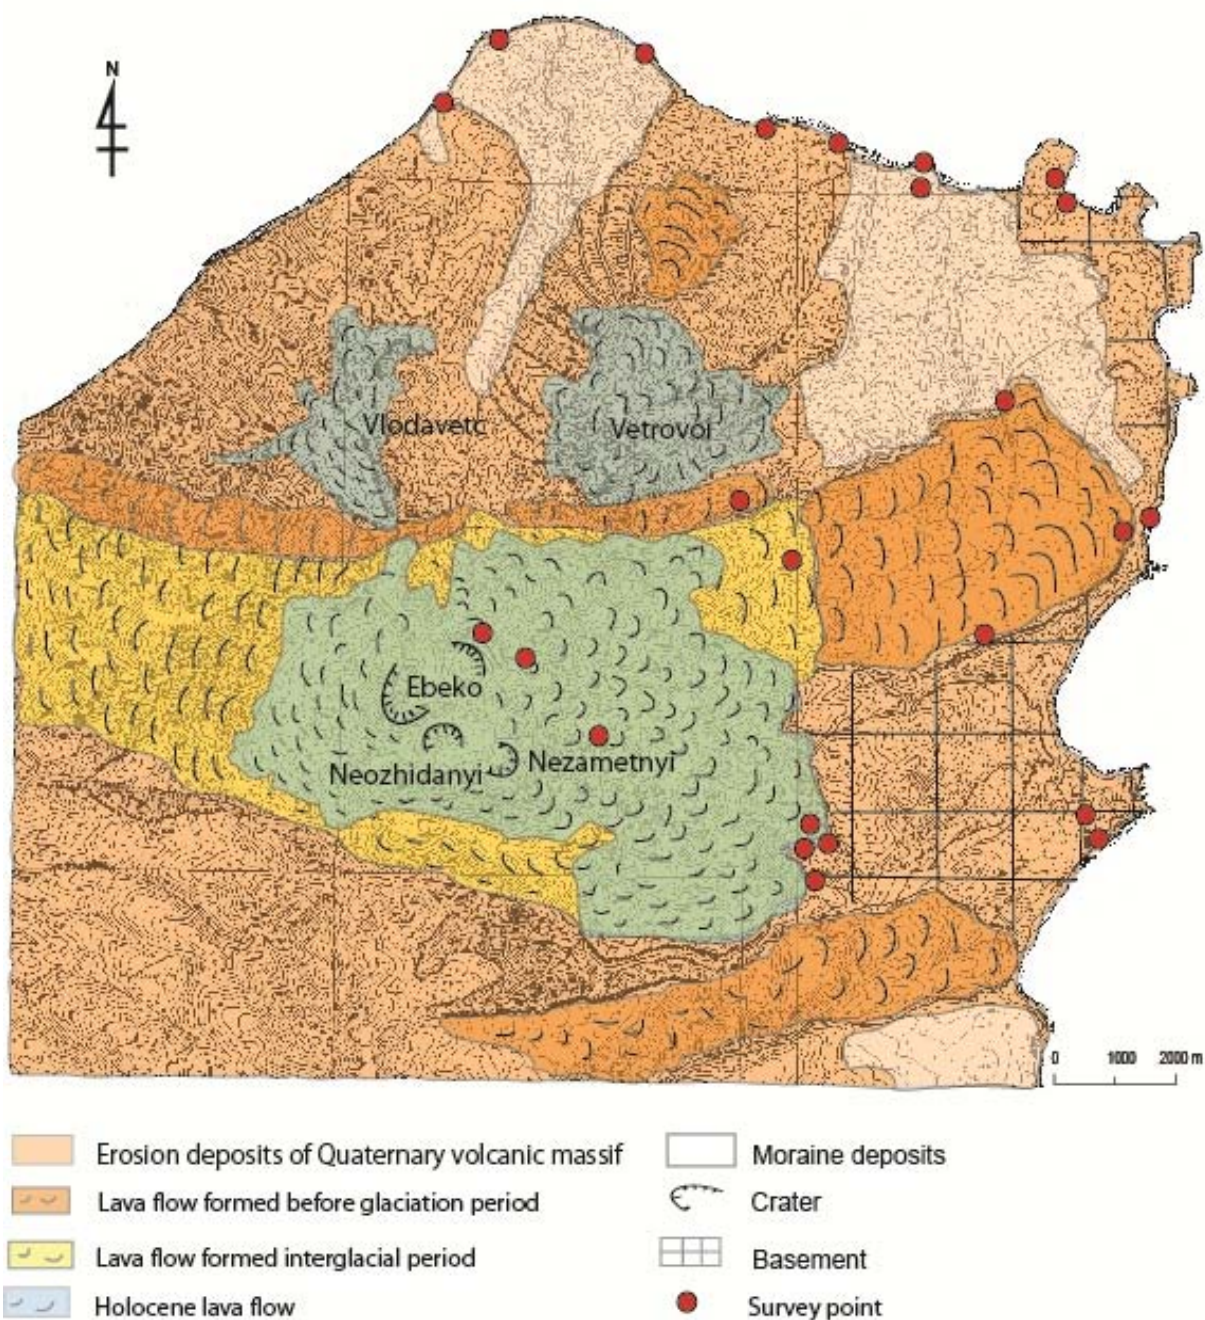 N
Vlodavetc
Vetrovoi
Ebeko
Neozhidanyi
Nezametnyi
0 1000 2000 m
Erosion deposits of Quaternary volcanic massif
Moraine deposits
Lava flow formed before glaciation period
Crater
Lava flow formed interglacial period
Basement
Holocene lava flow
Survey point